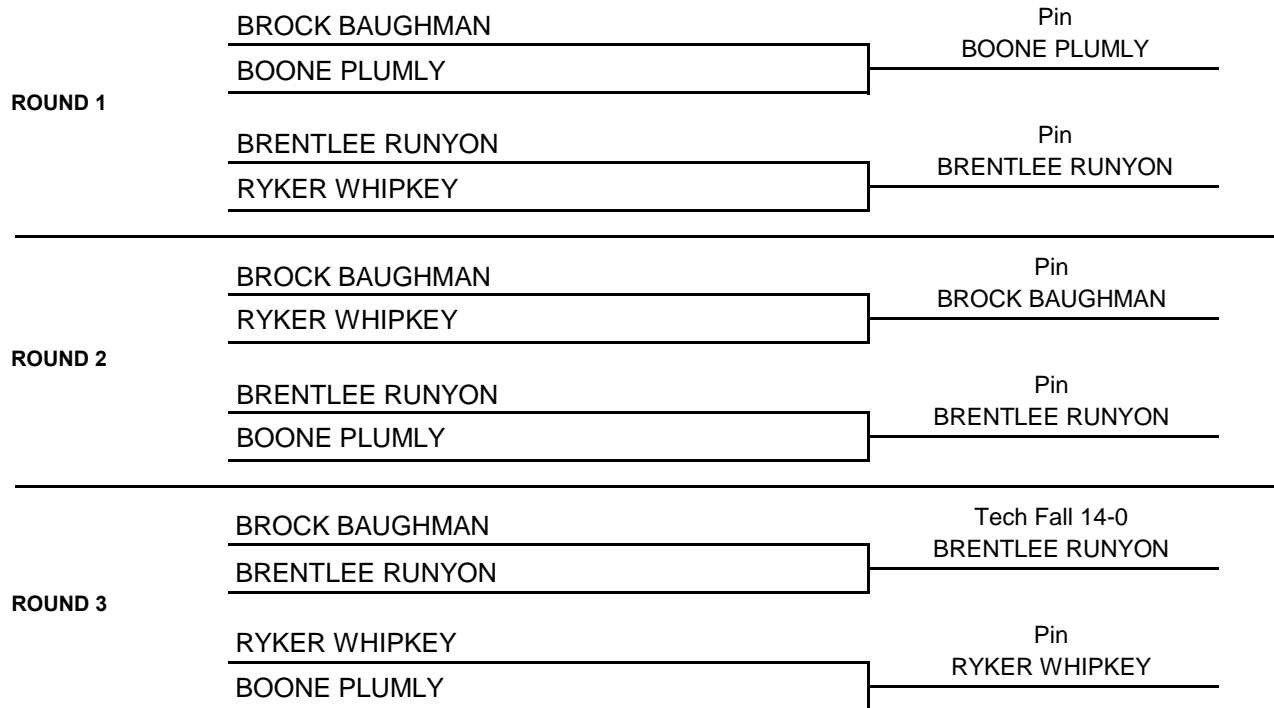 BROCK BAUGHMAN
Pin
BOONE PLUMLY
BOONE PLUMLY
ROUND 1
BRENTLEE RUNYON
Pin
BRENTLEE RUNYON
RYKER WHIPKEY
BROCK BAUGHMAN
Pin
BROCK BAUGHMAN
RYKER WHIPKEY
ROUND 2
BRENTLEE RUNYON
Pin
BRENTLEE RUNYON
BOONE PLUMLY
BROCK BAUGHMAN
Tech Fall 14-0
BRENTLEE RUNYON
BRENTLEE RUNYON
ROUND 3
RYKER WHIPKEY
Pin
RYKER WHIPKEY
BOONE PLUMLY